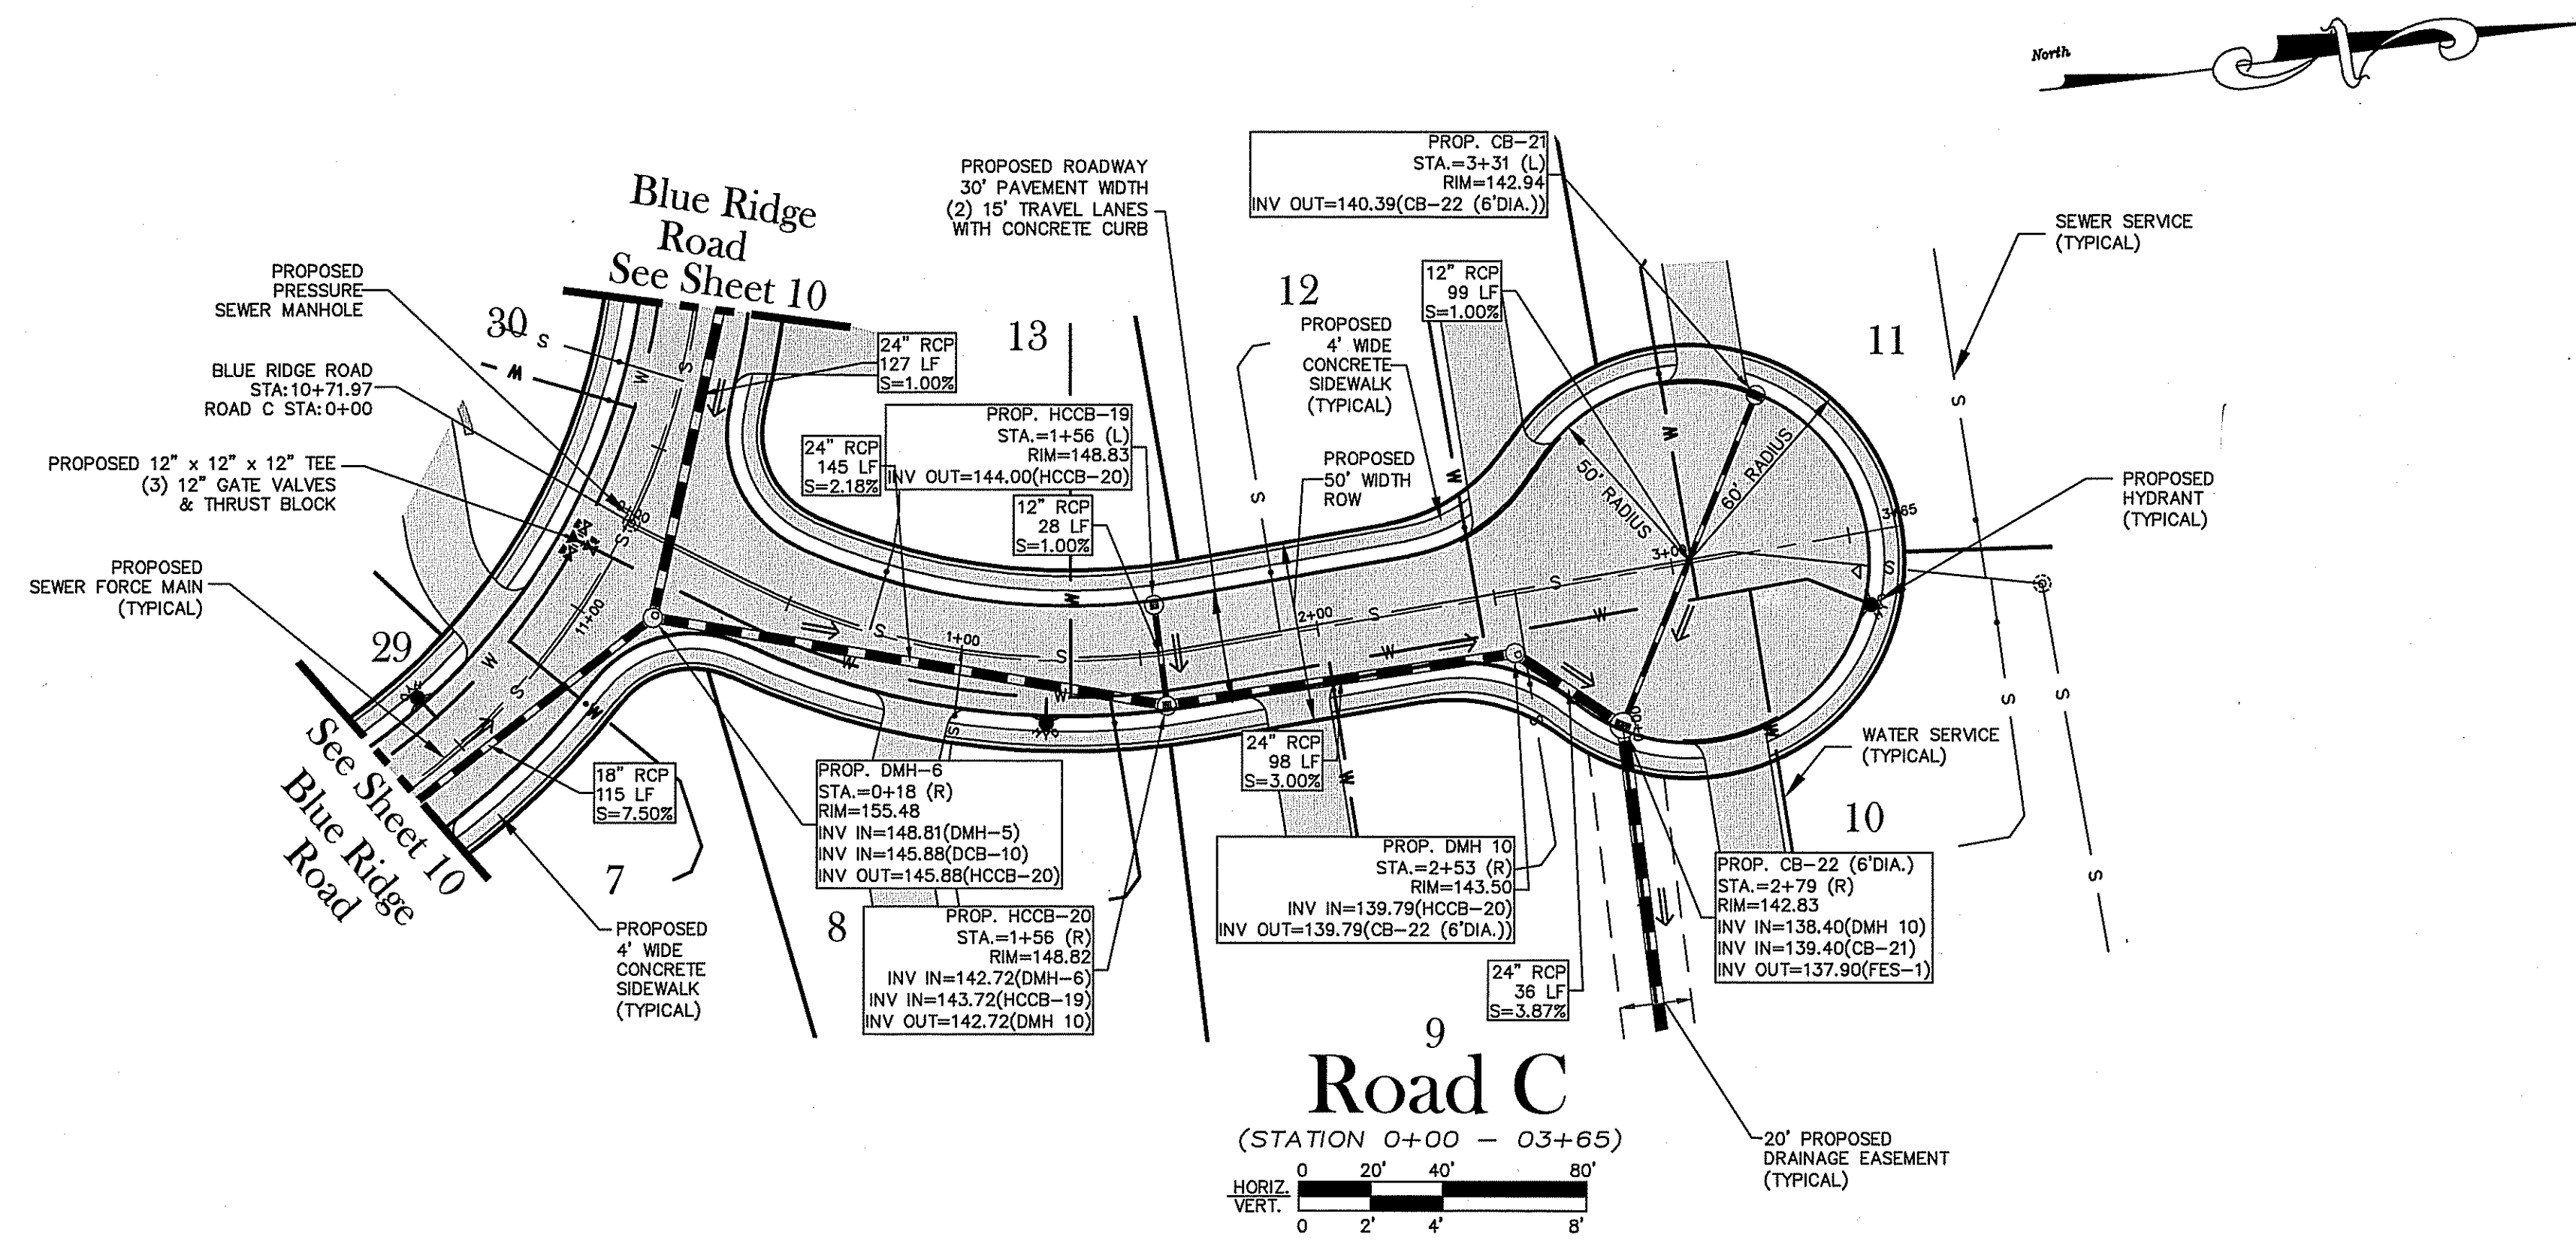 North
Blue Ridge
Road
See Sheet 10
PROPOSED
PRESSURE
SEWER MANHOLE
BLUE RIDGE ROAD
STA:10+71.97
ROAD C STA:0+00
PROPOSED 12" x 12" x 12" TEE
(3) 12" GATE VALVES
& THRUST BLOCK
PROPOSED
SEWER FORCE MAIN
(TYPICAL)
30
29
See Sheet 10
Blue Ridge
Road
24" RCP
127 LF
S=1.00%
PROPOSED ROADWAY
30' PAVEMENT WIDTH
(2) 15' TRAVEL LANES
WITH CONCRETE CURB
13
PROP. HCCB-19
STA.=1+56 (L)
RIM=148.83
INV OUT=144.00(HCCB-20)
24" RCP
145 LF
S=2.18%
12" RCP
28 LF
S=1.00%
PROP. CB-21
STA.=3+31 (L)
RIM=142.94
INV OUT=140.39(CB-22 (6'DIA.))
12
PROPOSED
4' WIDE
CONCRETE
SIDEWALK
(TYPICAL)
12" RCP
99 LF
S=1.00%
PROPOSED
50' WIDTH
ROW
50' RADIUS
60' RADIUS
11
SEWER SERVICE
(TYPICAL)
PROPOSED
HYDRANT
(TYPICAL)
0+00
11+00
1+00
2+00
3+00
3+65
WATER SERVICE
(TYPICAL)
10
18" RCP
115 LF
S=7.50%
7
PROPOSED
4' WIDE
CONCRETE
SIDEWALK
(TYPICAL)
PROP. DMH-6
STA.=0+18 (R)
RIM=155.48
INV IN=148.81(DMH-5)
INV IN=145.88(DCB-10)
INV OUT=145.88(HCCB-20)
8
PROP. HCCB-20
STA.=1+56 (R)
RIM=148.82
INV IN=142.72(DMH-6)
INV IN=143.72(HCCB-19)
INV OUT=142.72(DMH 10)
24" RCP
98 LF
S=3.00%
PROP. DMH 10
STA.=2+53 (R)
RIM=143.50
INV IN=139.79(HCCB-20)
INV OUT=139.79(CB-22 (6'DIA.))
24" RCP
36 LF
S=3.87%
PROP. CB-22 (6'DIA.)
STA.=2+79 (R)
RIM=142.83
INV IN=138.40(DMH 10)
INV IN=139.40(CB-21)
INV OUT=137.90(FES-1)
9
Road C
(STATION 0+00 - 03+65)
0 20' 40' 80'
HORIZ.
VERT.
0 2' 4' 8'
20' PROPOSED
DRAINAGE EASEMENT
(TYPICAL)